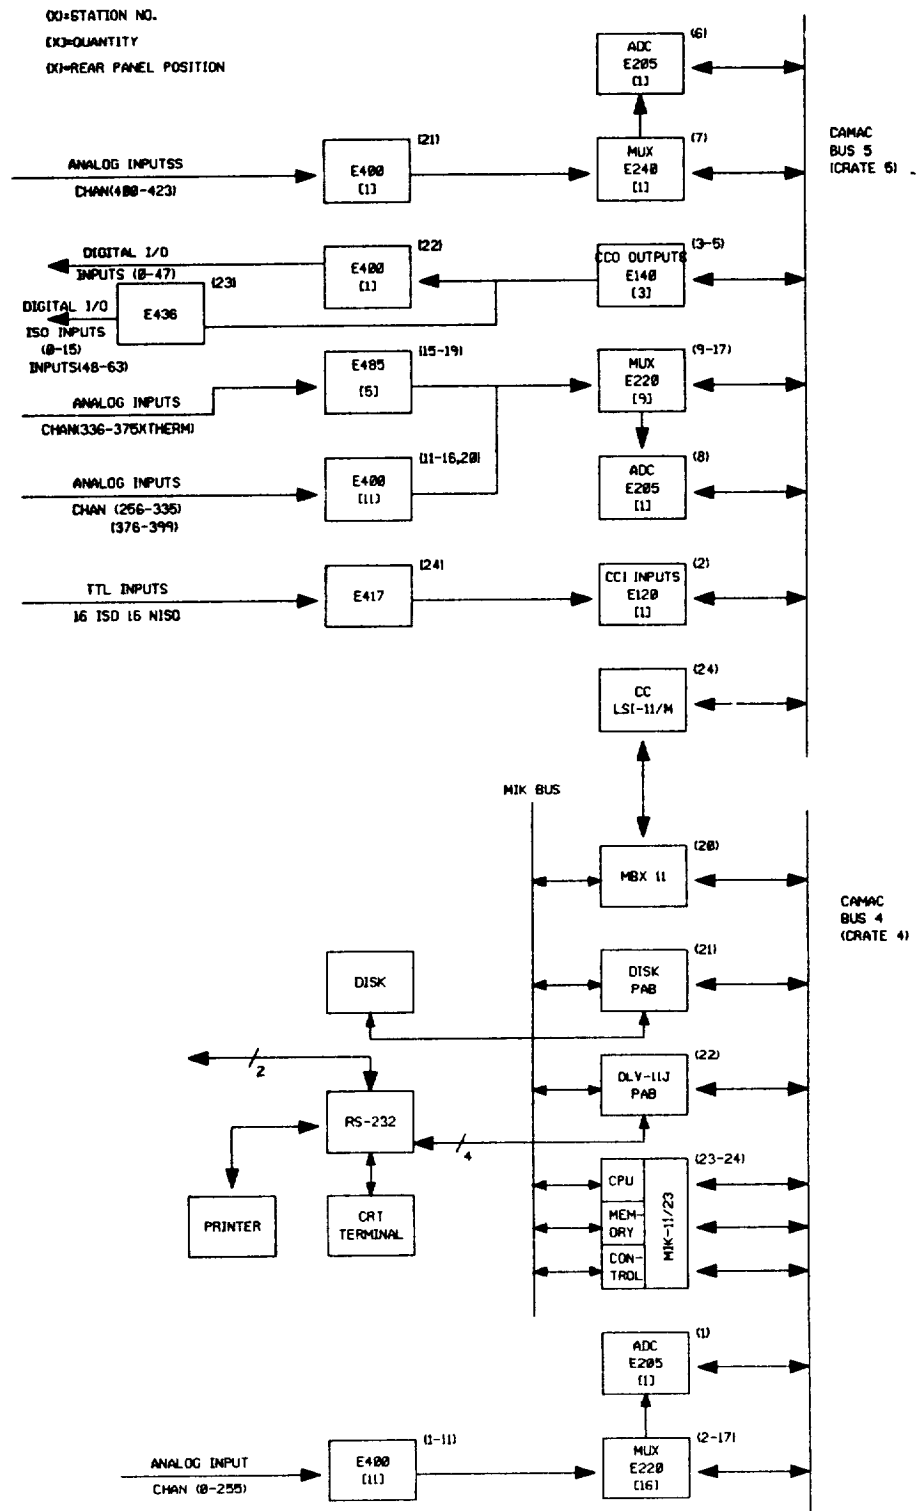 (X)=STATION NO.
[X]=QUANTITY
(X)=REAR PANEL POSITION
(6)
ADC
E205
[1]
CAMAC
BUS 5
(CRATE 5)
ANALOG INPUTSS
CHAN(400-423)
(21)
E400
[1]
(7)
MUX
E240
[1]
DIGITAL I/O
INPUTS (0-47)
(22)
E400
[1]
(3-5)
CCO OUTPUTS
E140
[3]
(23)
E436
DIGITAL I/O
ISO INPUTS
(0-15)
INPUTS(48-63)
(15-19)
E485
[5]
(9-17)
MUX
E220
[9]
ANALOG INPUTS
CHAN(336-375)(THERM)
(11-16,20)
E400
[11]
(8)
ADC
E205
[1]
ANALOG INPUTS
CHAN (256-335)
(376-399)
TTL INPUTS
16 ISO 16 NISO
(24)
E417
(2)
CCI INPUTS
E120
[1]
(24)
CC
LSI-11/M
MIK BUS
(20)
MBX 11
CAMAC
BUS 4
(CRATE 4)
DISK
(21)
DISK
PAB
2
(22)
DLV-11J
PAB
RS-232
4
PRINTER
CRT
TERMINAL
(23-24)
CPU
MEM-
ORY
CON-
TROL
MIK-11/23
(1)
ADC
E205
[1]
ANALOG INPUT
CHAN (0-255)
(1-11)
E400
[11]
(2-17)
MUX
E220
[16]